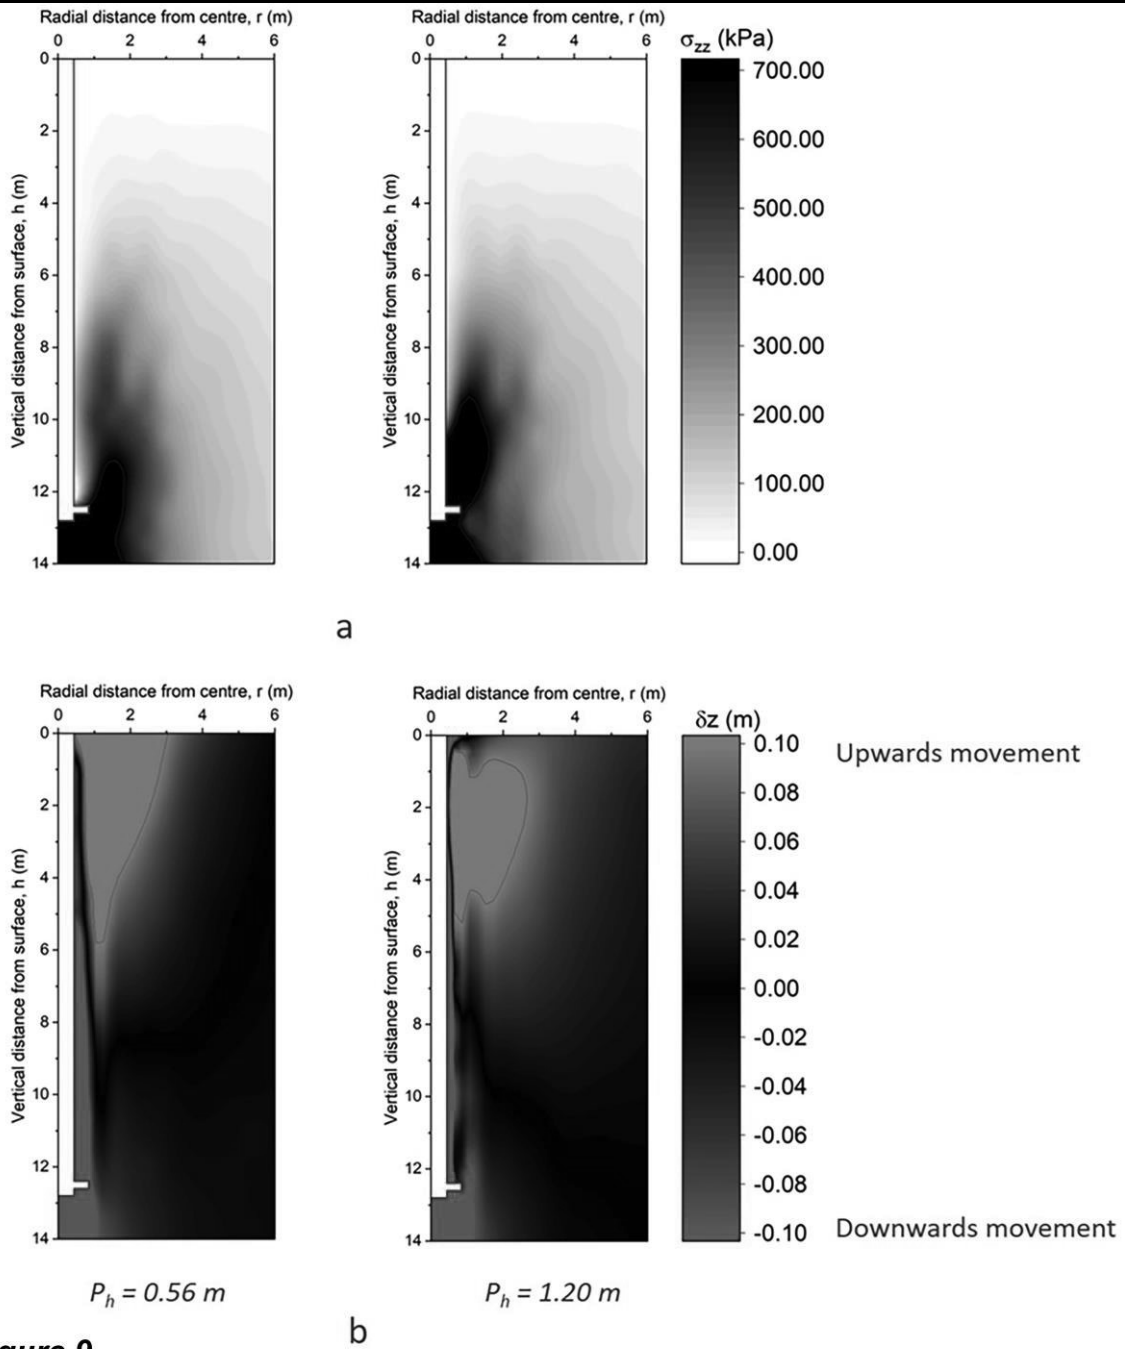 Radial distance from centre, r (m)
Radial distance from centre, r (m)
0 2 4 6
0 2 4 6
σzz (kPa)
0
2
4
6
8
10
12
14
Vertical distance from surface, h (m)
0
2
4
6
8
10
12
14
Vertical distance from surface, h (m)
700.00
600.00
500.00
400.00
300.00
200.00
100.00
0.00
a
Radial distance from centre, r (m)
Radial distance from centre, r (m)
0 2 4 6
0 2 4 6
δz (m)
0
2
4
6
8
10
12
14
Vertical distance from surface, h (m)
0
2
4
6
8
10
12
14
Vertical distance from surface, h (m)
0.10
0.08
0.06
0.04
0.02
0.00
-0.02
-0.04
-0.06
-0.08
-0.10
Upwards movement
Downwards movement
Ph = 0.56 m
Ph = 1.20 m
b